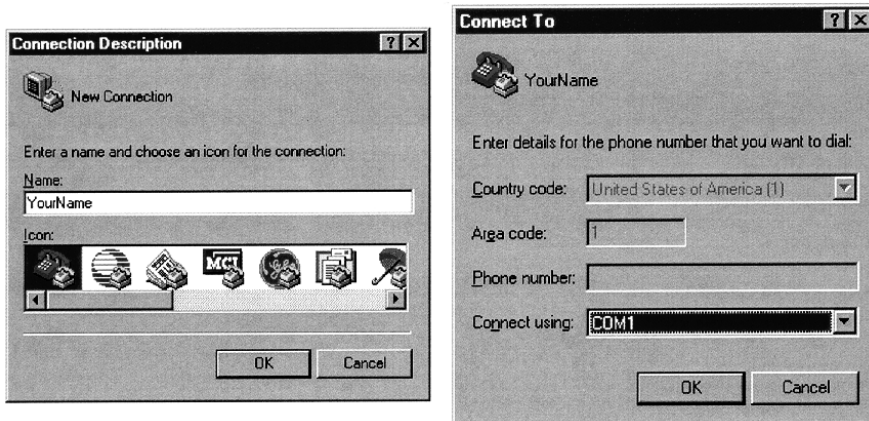 Connection Description
New Connection
Enter a name and choose an icon for the connection:
Name:
YourName
Icon:
MCI
OK Cancel
Connect To
YourName
Enter details for the phone number that you want to dial:
Country code: United States of America (1)
Area code: 1
Phone number:
Connect using: COM1
OK Cancel